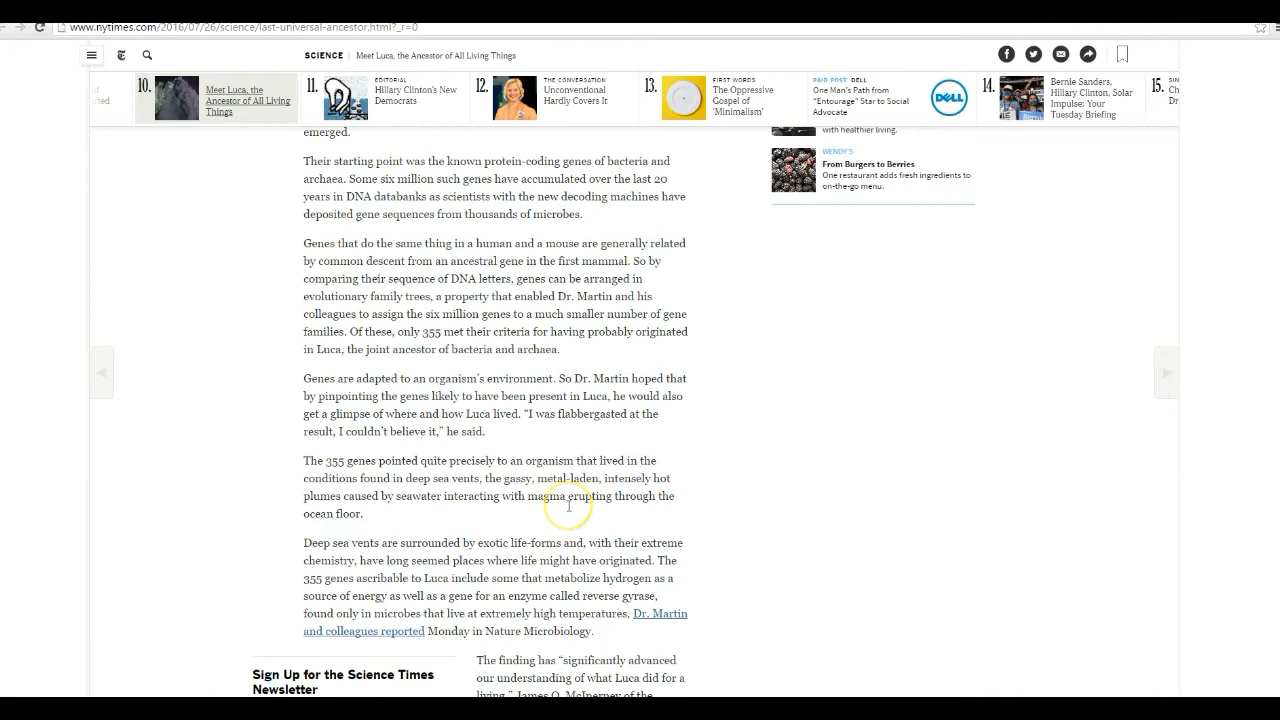 www.nytimes.com/2016/07/26/science/last-universal-ancestor.html?_r=0
SCIENCE | Meet Luca, the Ancestor of All Living Things
of
usted
10.
Meet Luca, the
Ancestor of All Living
Things
11.
EDITORIAL
Hillary Clinton's New
Democrats
12.
THE CONVERSATION
Unconventional
Hardly Covers It
13.
FIRST WORDS
The Oppressive
Gospel of
'Minimalism'
PAID POST: DELL
One Man's Path from
“Entourage” Star to Social
Advocate
DELL
14.
Bernie Sanders,
Hillary Clinton, Solar
Impulse: Your
Tuesday Briefing
15.
SIN
Ch
Dr
emerged.
Their starting point was the known protein-coding genes of bacteria and
archaea. Some six million such genes have accumulated over the last 20
years in DNA databanks as scientists with the new decoding machines have
deposited gene sequences from thousands of microbes.
Genes that do the same thing in a human and a mouse are generally related
by common descent from an ancestral gene in the first mammal. So by
comparing their sequence of DNA letters, genes can be arranged in
evolutionary family trees, a property that enabled Dr. Martin and his
colleagues to assign the six million genes to a much smaller number of gene
families. Of these, only 355 met their criteria for having probably originated
in Luca, the joint ancestor of bacteria and archaea.
Genes are adapted to an organism's environment. So Dr. Martin hoped that
by pinpointing the genes likely to have been present in Luca, he would also
get a glimpse of where and how Luca lived. “I was flabbergasted at the
result, I couldn't believe it,” he said.
The 355 genes pointed quite precisely to an organism that lived in the
conditions found in deep sea vents, the gassy, metal-laden, intensely hot
plumes caused by seawater interacting with magma erupting through the
ocean floor.
Deep sea vents are surrounded by exotic life-forms and, with their extreme
chemistry, have long seemed places where life might have originated. The
355 genes ascribable to Luca include some that metabolize hydrogen as a
source of energy as well as a gene for an enzyme called reverse gyrase,
found only in microbes that live at extremely high temperatures, Dr. Martin
and colleagues reported Monday in Nature Microbiology.
Sign Up for the Science Times
Newsletter
The finding has “significantly advanced
our understanding of what Luca did for a
living,” James O. McInerney of the
with healthier living.
WENDY'S
From Burgers to Berries
One restaurant adds fresh ingredients to
on-the-go menu.